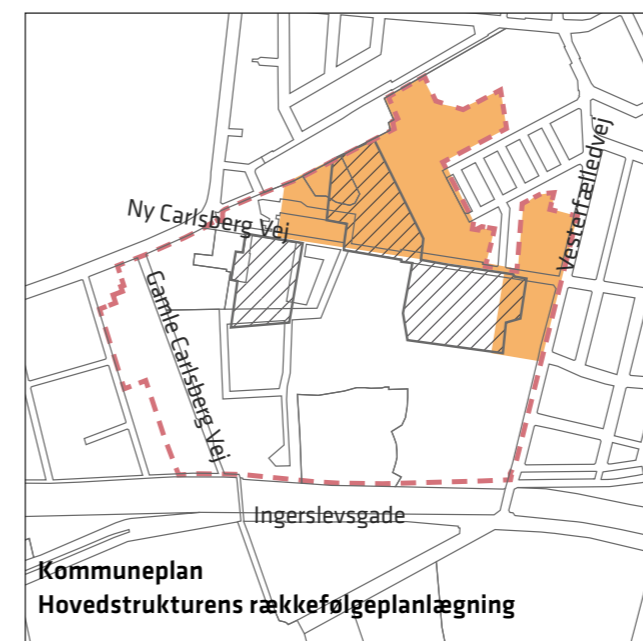 Ny Carlsberg Vej
Vesterfælledvej
Gamle Carlsberg Vej
Ingerslevsgade
Kommuneplan
Hovedstrukturens rækkefølgeplanlægning